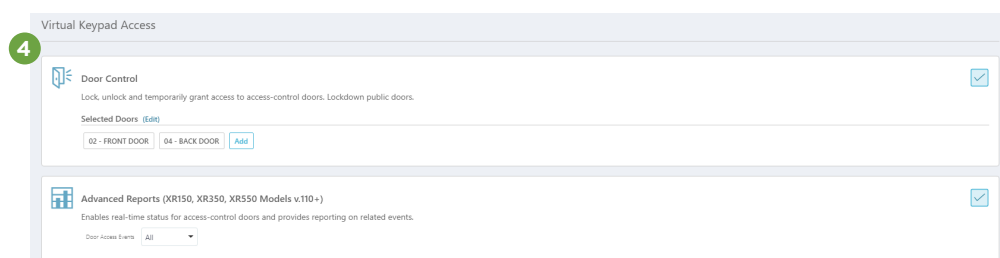 Virtual Keypad Access
4
Door Control
Lock, unlock and temporarily grant access to access-control doors. Lockdown public doors.
Selected Doors (Edit)
02 - FRONT DOOR 04 - BACK DOOR Add
Advanced Reports (XR150, XR350, XR550 Models v.110+)
Enables real-time status for access-control doors and provides reporting on related events.
Door Access Events All